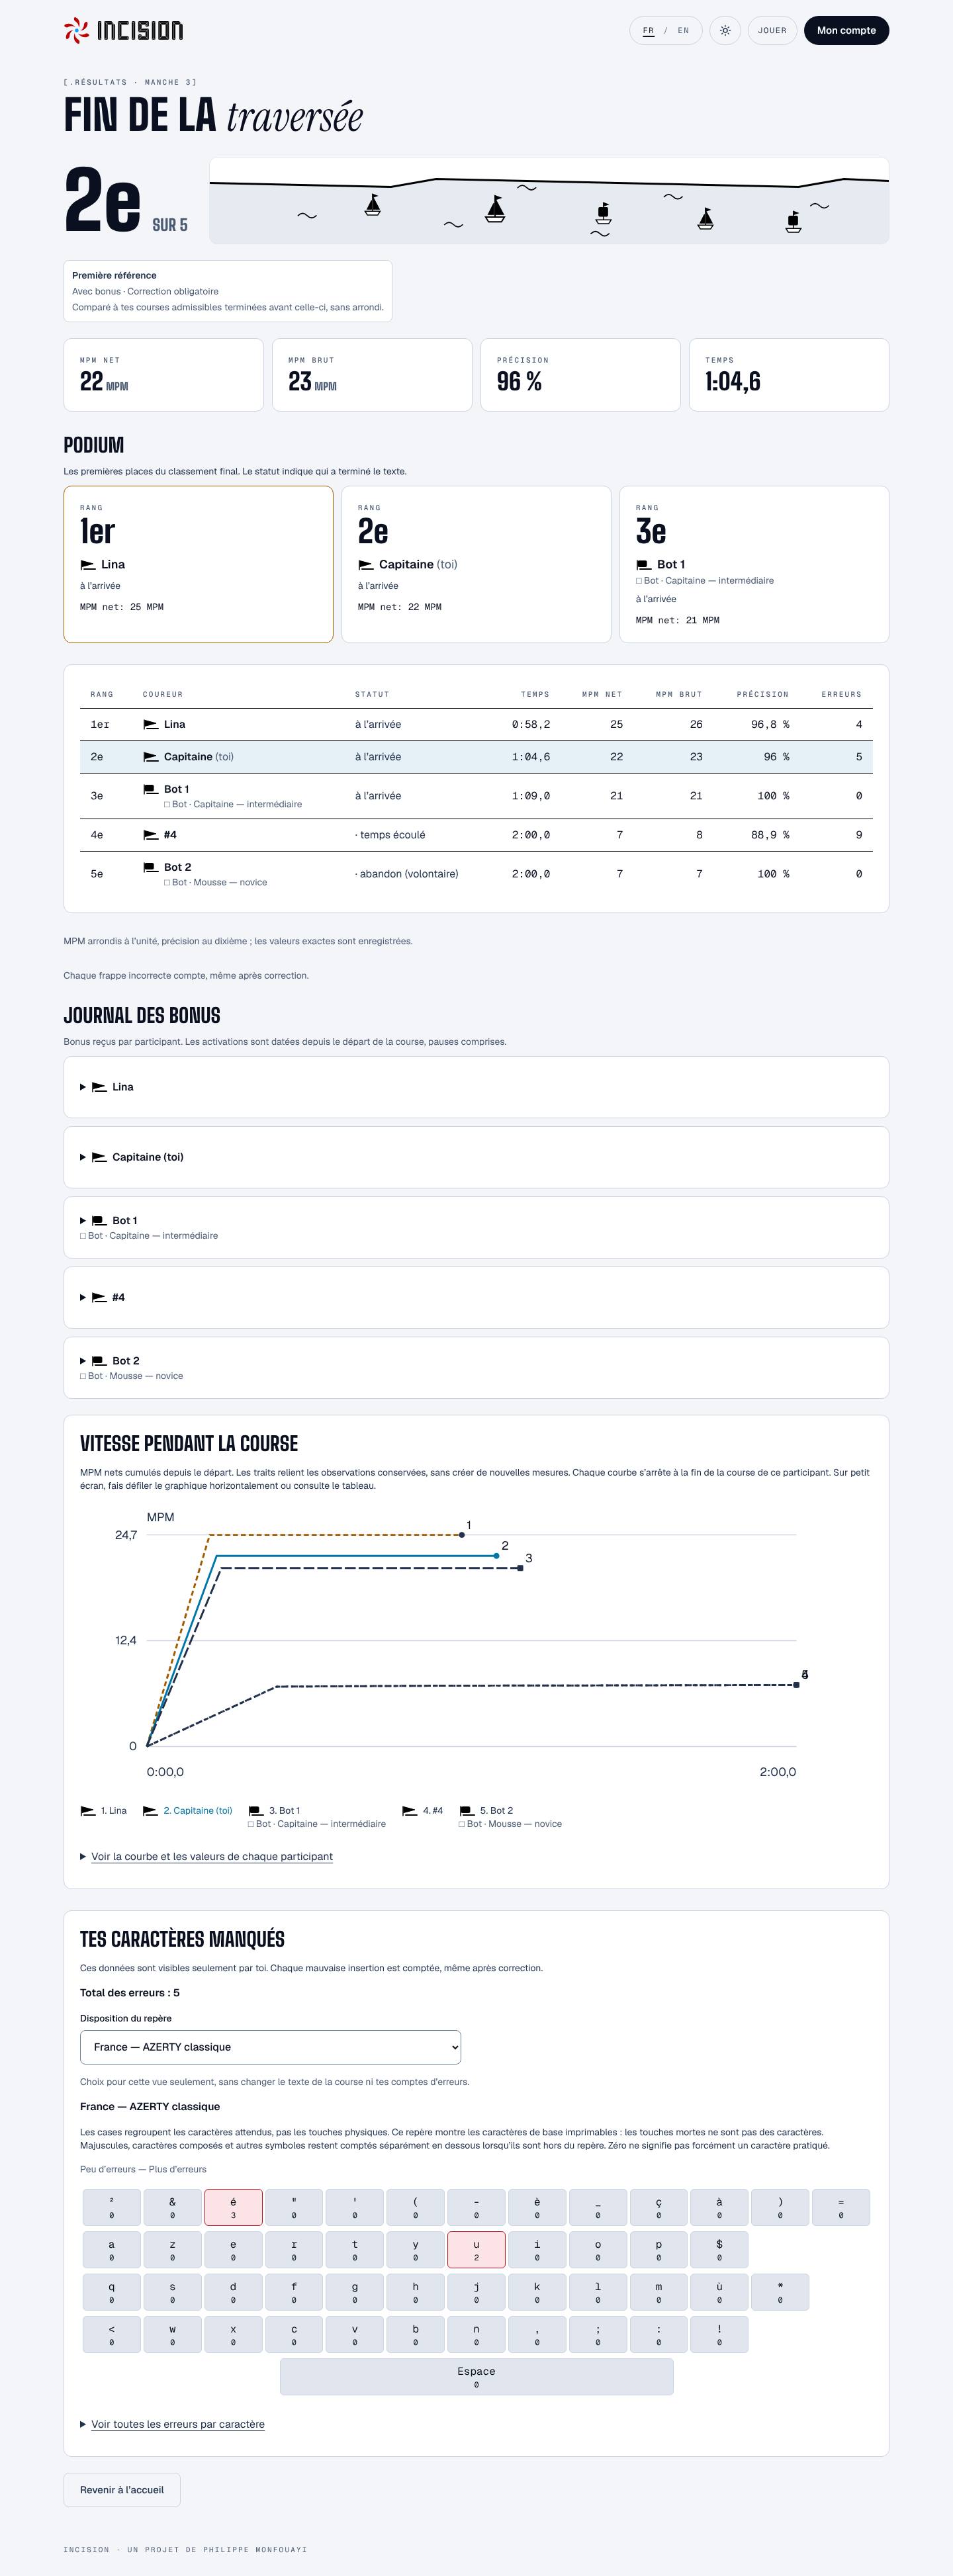 INCISION
FR / EN
JOUER
Mon compte
[.RÉSULTATS · MANCHE 3]
FIN DE LA traversée
2e SUR 5
Première référence
Avec bonus · Correction obligatoire
Comparé à tes courses admissibles terminées avant celle-ci, sans arrondi.
MPM NET
22 MPM
MPM BRUT
23 MPM
PRÉCISION
96 %
TEMPS
1:04,6
PODIUM
Les premières places du classement final. Le statut indique qui a terminé le texte.
RANG
1er
Lina
à l’arrivée
MPM net: 25 MPM
RANG
2e
Capitaine (toi)
à l’arrivée
MPM net: 22 MPM
RANG
3e
Bot 1
□ Bot · Capitaine — intermédiaire
à l’arrivée
MPM net: 21 MPM
RANG COUREUR STATUT TEMPS MPM NET MPM BRUT PRÉCISION ERREURS
1er Lina à l’arrivée 0:58,2 25 26 96,8 % 4
2e Capitaine (toi) à l’arrivée 1:04,6 22 23 96 % 5
3e Bot 1 à l’arrivée 1:09,0 21 21 100 % 0
□ Bot · Capitaine — intermédiaire
4e #4 · temps écoulé 2:00,0 7 8 88,9 % 9
5e Bot 2 · abandon (volontaire) 2:00,0 7 7 100 % 0
□ Bot · Mousse — novice
MPM arrondis à l’unité, précision au dixième ; les valeurs exactes sont enregistrées.
Chaque frappe incorrecte compte, même après correction.
JOURNAL DES BONUS
Bonus reçus par participant. Les activations sont datées depuis le départ de la course, pauses comprises.
Lina
Capitaine (toi)
Bot 1
□ Bot · Capitaine — intermédiaire
#4
Bot 2
□ Bot · Mousse — novice
VITESSE PENDANT LA COURSE
MPM nets cumulés depuis le départ. Les traits relient les observations conservées, sans créer de nouvelles mesures. Chaque courbe s’arrête à la fin de la course de ce participant. Sur petit
écran, fais défiler le graphique horizontalement ou consulte le tableau.
MPM
24,7
12,4
0
1
2
3
0:00,0
2:00,0
1. Lina
2. Capitaine (toi)
3. Bot 1
□ Bot · Capitaine — intermédiaire
4. #4
5. Bot 2
□ Bot · Mousse — novice
Voir la courbe et les valeurs de chaque participant
TES CARACTÈRES MANQUÉS
Ces données sont visibles seulement par toi. Chaque mauvaise insertion est comptée, même après correction.
Total des erreurs : 5
Disposition du repère
France — AZERTY classique
Choix pour cette vue seulement, sans changer le texte de la course ni tes comptes d’erreurs.
France — AZERTY classique
Les cases regroupent les caractères attendus, pas les touches physiques. Ce repère montre les caractères de base imprimables : les touches mortes ne sont pas des caractères.
Majuscules, caractères composés et autres symboles restent comptés séparément en dessous lorsqu’ils sont hors du repère. Zéro ne signifie pas forcément un caractère pratiqué.
Peu d’erreurs — Plus d’erreurs
² & é " ' ( - è _ ç à ) =
0 0 3 0 0 0 0 0 0 0 0 0 0
a z e r t y u i o p $
0 0 0 0 0 0 2 0 0 0 0
q s d f g h j k l m ù *
0 0 0 0 0 0 0 0 0 0 0 0
< w x c v b n , ; : !
0 0 0 0 0 0 0 0 0 0 0
Espace
0
Voir toutes les erreurs par caractère
Revenir à l’accueil
INCISION · UN PROJET DE PHILIPPE MONFOUAYI